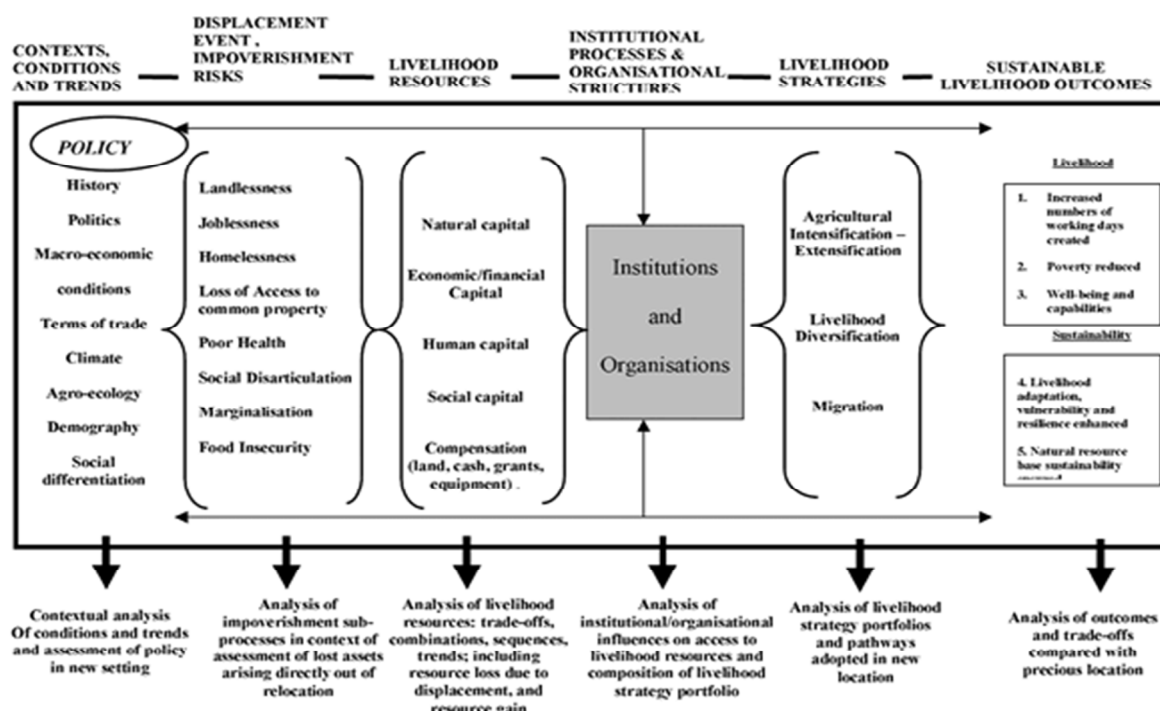 CONTEXTS,
CONDITIONS
AND TRENDS
DISPLACEMENT
EVENT ,
IMPOVERISHMENT
RISKS
LIVELIHOOD
RESOURCES
INSTITUTIONAL
PROCESSES &
ORGANISATIONAL
STRUCTURES
LIVELIHOOD
STRATEGIES
SUSTAINABLE
LIVELIHOOD OUTCOMES
POLICY
History
Politics
Macro-economic
conditions
Terms of trade
Climate
Agro-ecology
Demography
Social
differentiation
Landlessness
Joblessness
Homelessness
Loss of Access to
common property
Poor Health
Social Disarticulation
Marginalisation
Food Insecurity
Natural capital
Economic/financial
Capital
Human capital
Social capital
Compensation
(land, cash, grants,
equipment) .
Institutions
and
Organisations
Agricultural
Intensification –
Extensification
Livelihood
Diversification
Migration
Livelihood
1. Increased
numbers of
working days
created
2. Poverty reduced
3. Well-being and
capabilities
Sustainability
4. Livelihood
adaptation,
vulnerability and
resilience enhanced
5. Natural resource
base sustainability
Contextual analysis
Of conditions and trends
and assessment of policy
in new setting
Analysis of
impoverishment sub-
processes in context of
assessment of lost assets
arising directly out of
relocation
Analysis of livelihood
resources: trade-offs,
combinations, sequences,
trends; including
resource loss due to
displacement, and
resource gain
Analysis of
institutional/organisational
influences on access to
livelihood resources and
composition of livelihood
strategy portfolio
Analysis of livelihood
strategy portfolios
and pathways
adopted in new
location
Analysis of outcomes
and trade-offs
compared with
precious location